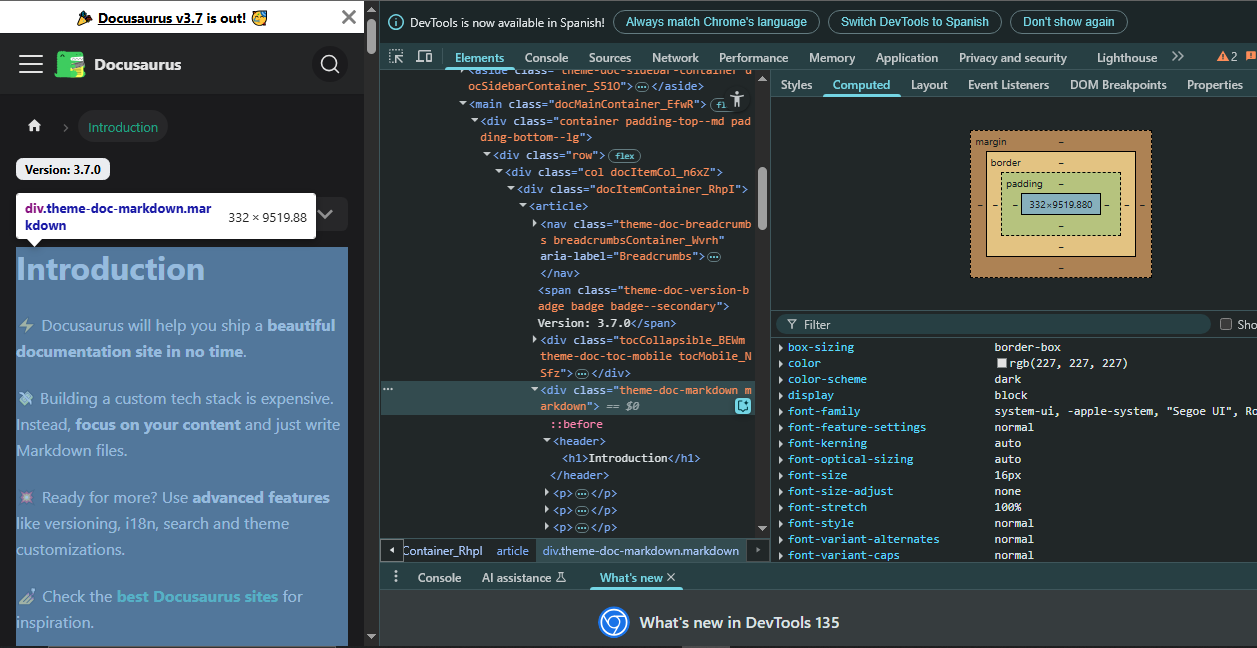 Docusaurus v3.7 is out!
Docusaurus
Introduction
Version: 3.7.0
div.theme-doc-markdown.mar
kdown
332 × 9519.88
Introduction
⚡ Docusaurus will help you ship a beautiful
documentation site in no time.
💸 Building a custom tech stack is expensive.
Instead, focus on your content and just write
Markdown files.
💥 Ready for more? Use advanced features
like versioning, i18n, search and theme
customizations.
Check the best Docusaurus sites for
inspiration.
DevTools is now available in Spanish!
Always match Chrome's language
Switch DevTools to Spanish
Don't show again
Elements Console Sources Network Performance Memory Application Privacy and security Lighthouse 2
<aside class="theme-doc-sidebar-container d
ocSidebarContainer_S51O">…</aside>
<main class="docMainContainer_EfwR">
<div class="container padding-top--md pad
ding-bottom--lg">
<div class="row"> flex
<div class="col docItemCol_n6xZ">
<div class="docItemContainer_RhpI">
<article>
<nav class="theme-doc-breadcrumb
s breadcrumbsContainer_Wvrh"
aria-label="Breadcrumbs">…
</nav>
<span class="theme-doc-version-b
adge badge badge--secondary">
Version: 3.7.0</span>
<div class="tocCollapsible_BEWm
theme-doc-toc-mobile tocMobile_N
Sfz">…</div>
… <div class="theme-doc-markdown m
arkdown"> == $0
::before
<header>
<h1>Introduction</h1>
</header>
<p>…</p>
<p>…</p>
<p>…</p>
Container_RhpI article div.theme-doc-markdown.markdown
Styles Computed Layout Event Listeners DOM Breakpoints Properties
margin –
border –
padding –
– – – 332×9519.880 – – –
–
–
–
Filter Sho
box-sizing border-box
color rgb(227, 227, 227)
color-scheme dark
display block
font-family system-ui, -apple-system, "Segoe UI", Ro
font-feature-settings normal
font-kerning auto
font-optical-sizing auto
font-size 16px
font-size-adjust none
font-stretch 100%
font-style normal
font-variant-alternates normal
font-variant-caps normal
Console AI assistance What's new
What's new in DevTools 135